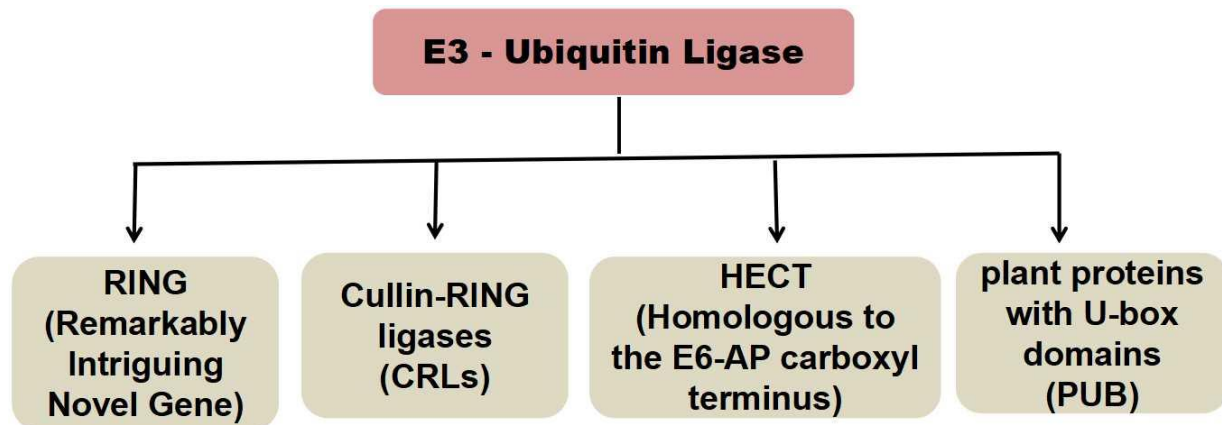 E3 - Ubiquitin Ligase
RING
(Remarkably
Intriguing
Novel Gene)
Cullin-RING
ligases
(CRLs)
HECT
(Homologous to
the E6-AP carboxyl
terminus)
plant proteins
with U-box
domains
(PUB)